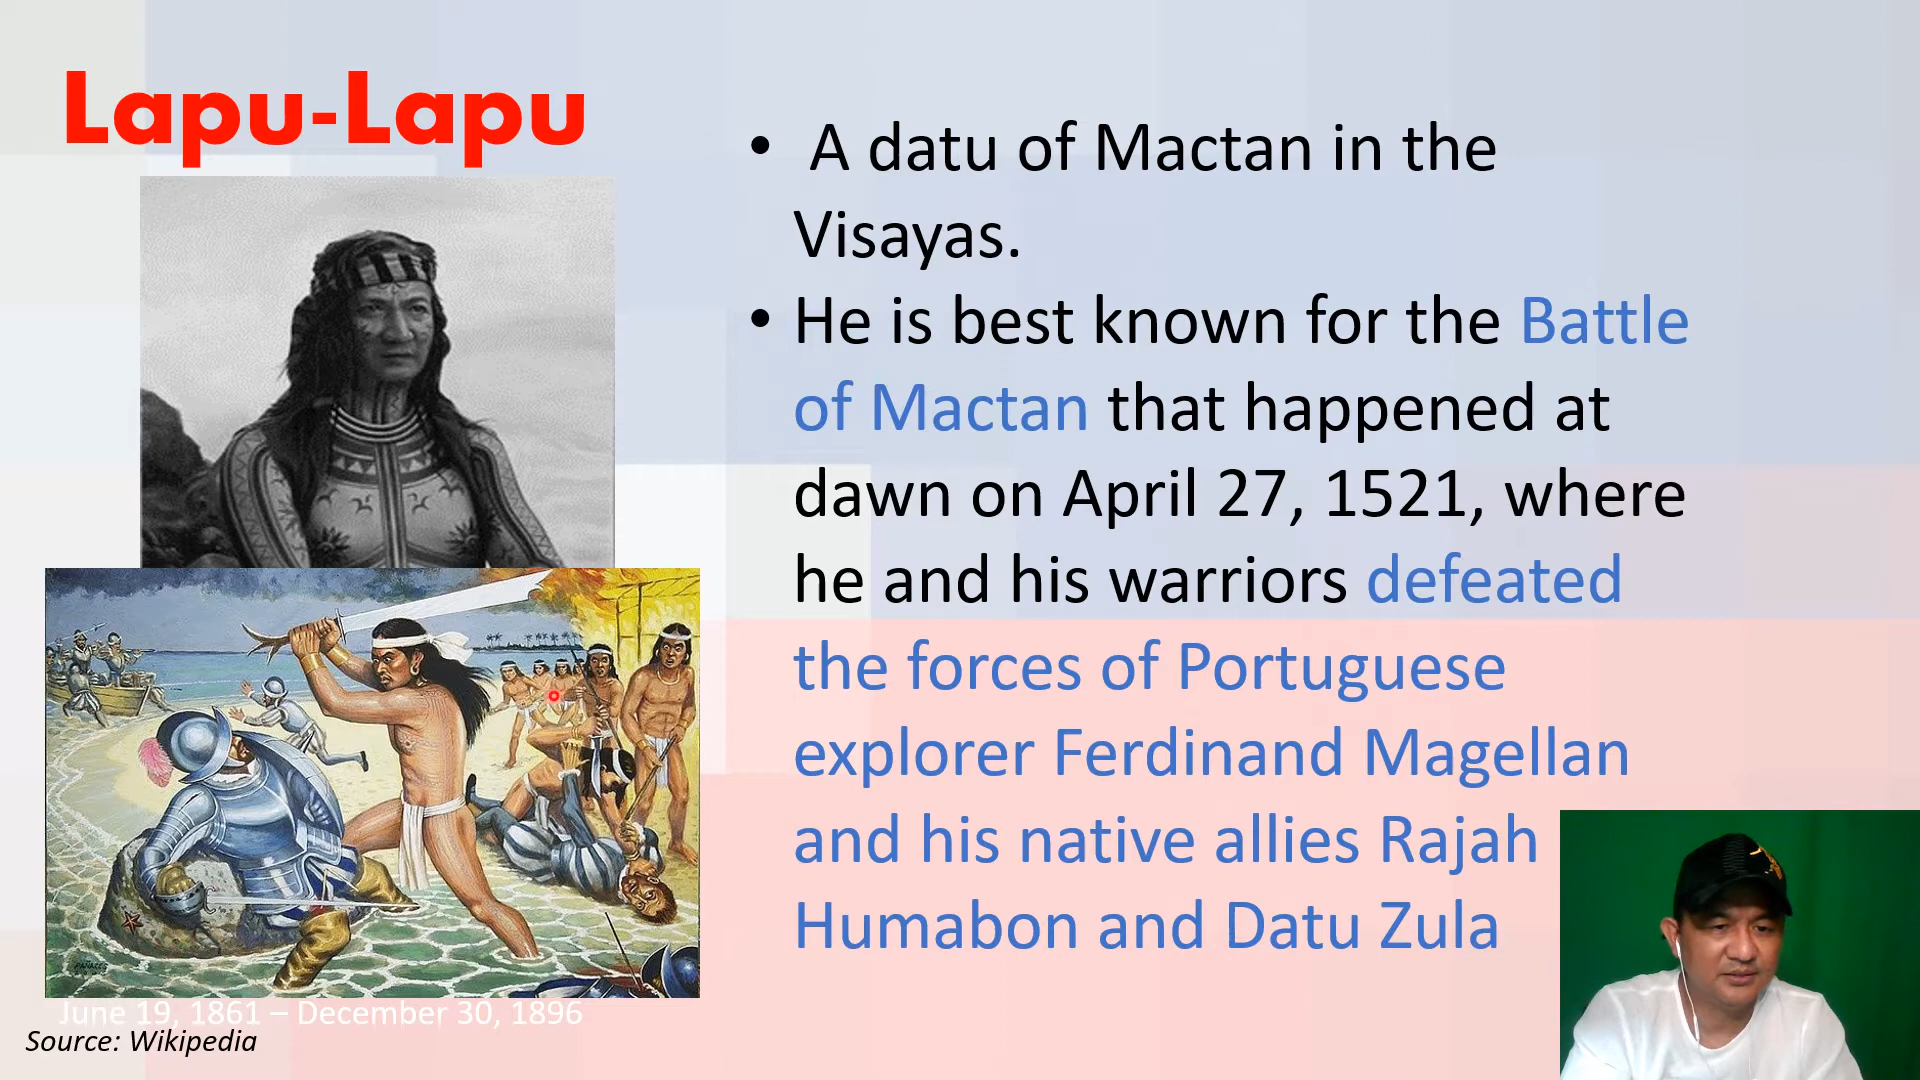 Lapu-Lapu
• A datu of Mactan in the
Visayas.
• He is best known for the Battle
of Mactan that happened at
dawn on April 27, 1521, where
he and his warriors defeated
the forces of Portuguese
explorer Ferdinand Magellan
and his native allies Rajah
Humabon and Datu Zula
June 19, 1861 – December 30, 1896
Source: Wikipedia